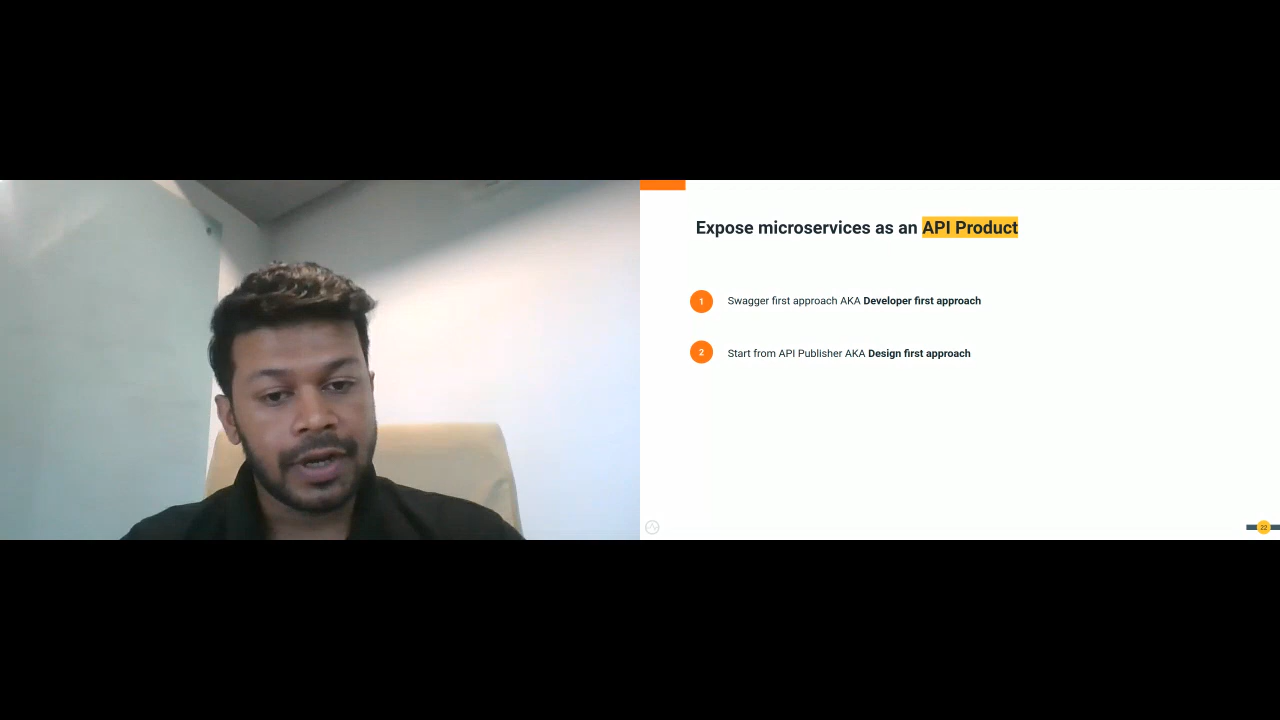 Expose microservices as an API Product
1 Swagger first approach AKA Developer first approach
2 Start from API Publisher AKA Design first approach
22